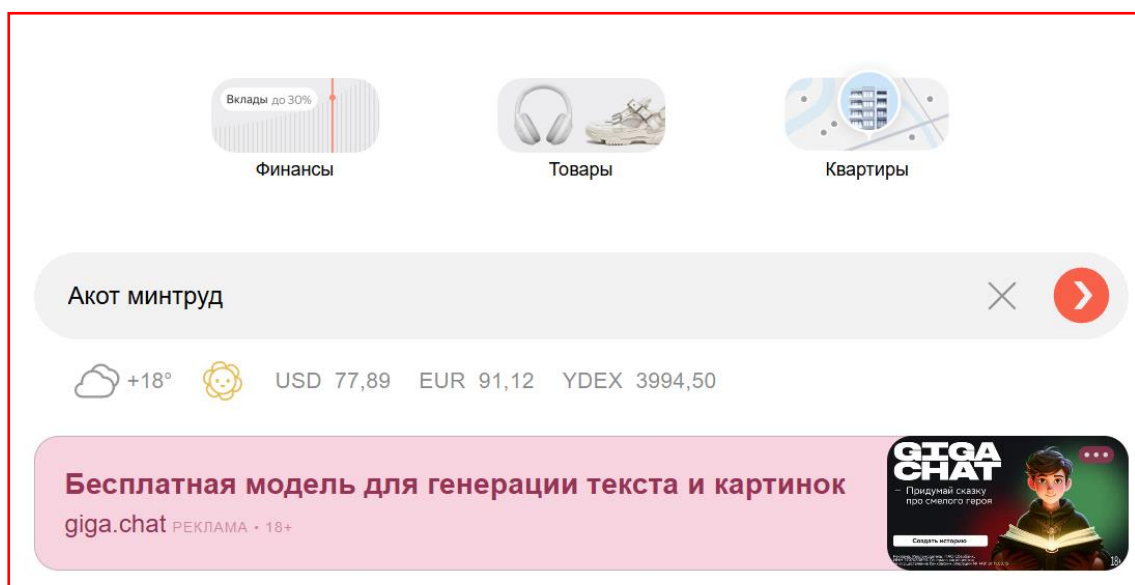 Вклады до 30%
Финансы
Товары
Квартиры
Акот минтруд
+18° USD 77,89 EUR 91,12 YDEX 3994,50
Бесплатная модель для генерации текста и картинок
giga.chat РЕКЛАМА • 18+
GIGA
CHAT
– Придумай сказку
про смелого героя
Создать историю
18+